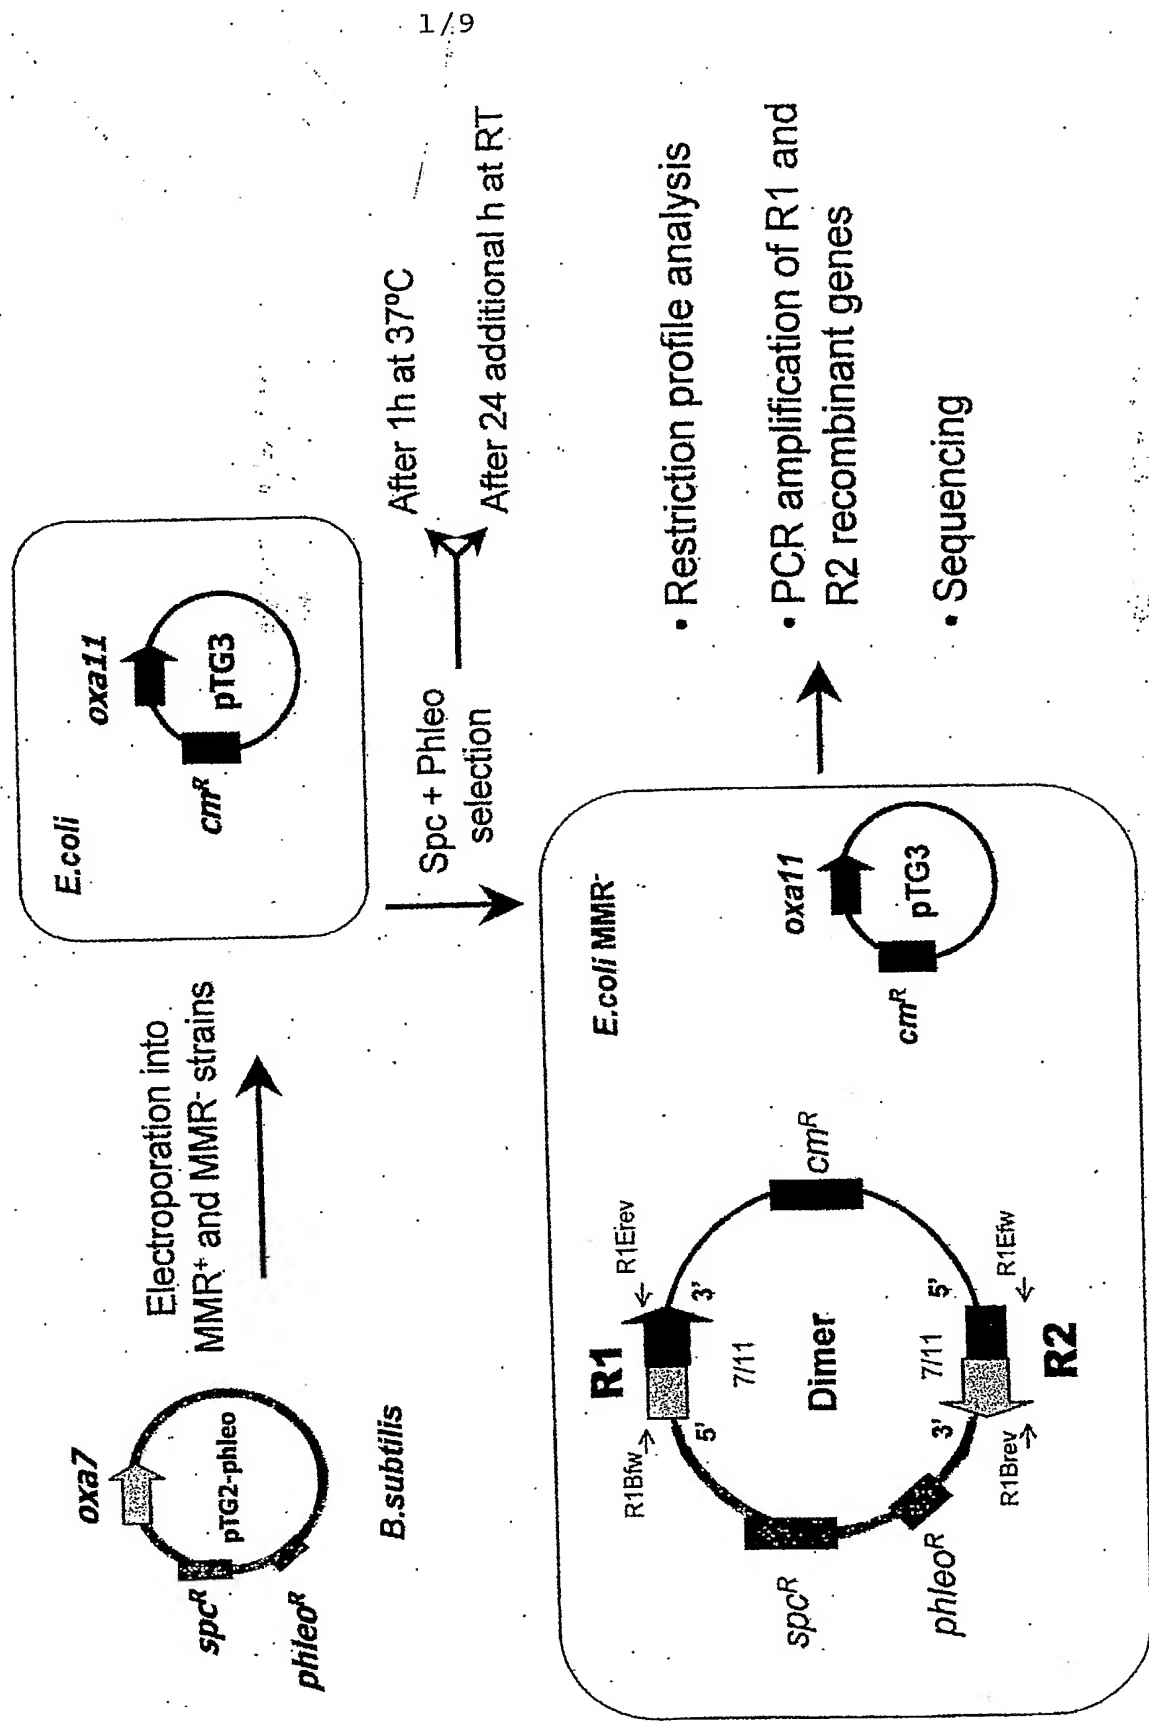 1/9
oxa7
spcR
pTG2-phleo
phleoR
B.subtilis
Electroporation into
MMR+ and MMR- strains
E.coli
oxa11
cmR
pTG3
Spc + Phleo
selection
After 1h at 37ºC
After 24 additional h at RT
E.coli MMR-
R1
R1Bfw
R1Erev
5'
3'
7/11
spcR
Dimer
cmR
phleoR
7/11
3'
5'
R1Brev
R1Efw
R2
oxa11
cmR
pTG3
• Restriction profile analysis
• PCR amplification of R1 and
R2 recombinant genes
• Sequencing